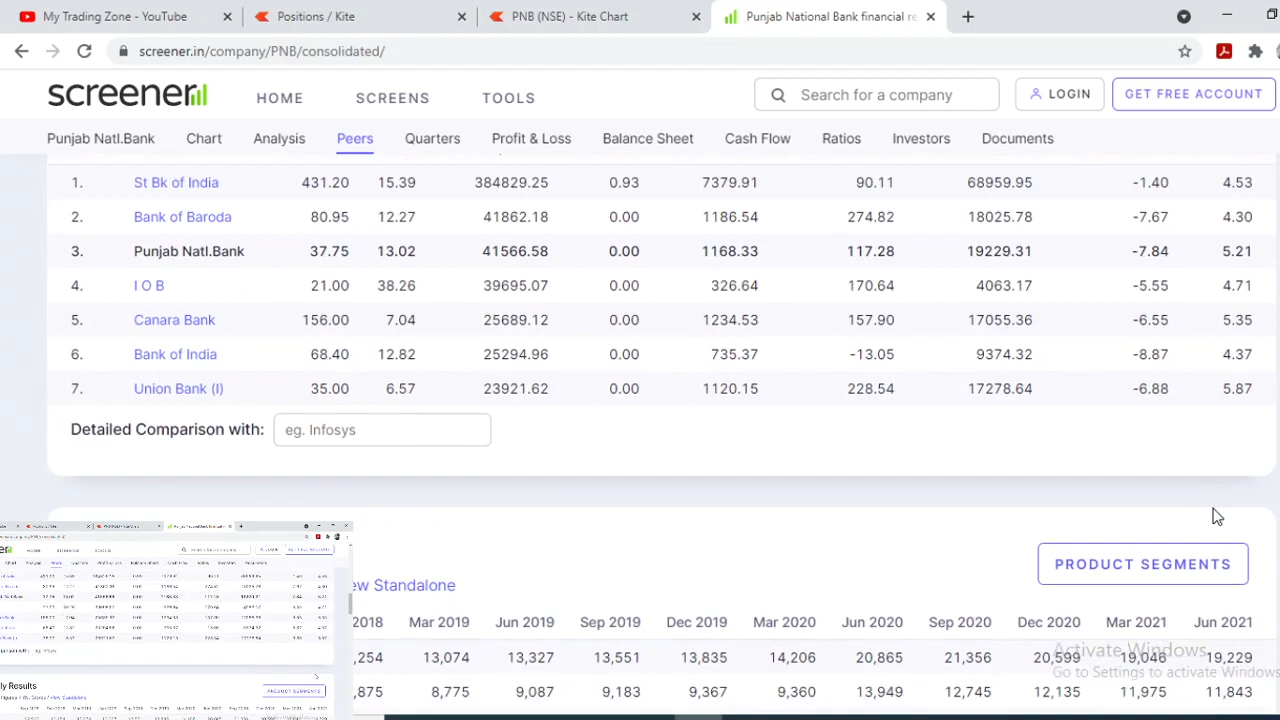 My Trading Zone - YouTube
Positions / Kite
PNB (NSE) - Kite Chart
Punjab National Bank financial re
screener.in/company/PNB/consolidated/
screener HOME SCREENS TOOLS Search for a company LOGIN GET FREE ACCOUNT
Punjab Natl.Bank Chart Analysis Peers Quarters Profit & Loss Balance Sheet Cash Flow Ratios Investors Documents
1. St Bk of India 431.20 15.39 384829.25 0.93 7379.91 90.11 68959.95 -1.40 4.53
2. Bank of Baroda 80.95 12.27 41862.18 0.00 1186.54 274.82 18025.78 -7.67 4.30
3. Punjab Natl.Bank 37.75 13.02 41566.58 0.00 1168.33 117.28 19229.31 -7.84 5.21
4. I O B 21.00 38.26 39695.07 0.00 326.64 170.64 4063.17 -5.55 4.71
5. Canara Bank 156.00 7.04 25689.12 0.00 1234.53 157.90 17055.36 -6.55 5.35
6. Bank of India 68.40 12.82 25294.96 0.00 735.37 -13.05 9374.32 -8.87 4.37
7. Union Bank (I) 35.00 6.57 23921.62 0.00 1120.15 228.54 17278.64 -6.88 5.87
Detailed Comparison with: eg. Infosys
PRODUCT SEGMENTS
ew Standalone
2018 Mar 2019 Jun 2019 Sep 2019 Dec 2019 Mar 2020 Jun 2020 Sep 2020 Dec 2020 Mar 2021 Jun 2021
,254 13,074 13,327 13,551 13,835 14,206 20,865 21,356 20,599 19,046 19,229
,875 8,775 9,087 9,183 9,367 9,360 13,949 12,745 12,135 11,975 11,843
Activate Windows
Go to Settings to activate Windows